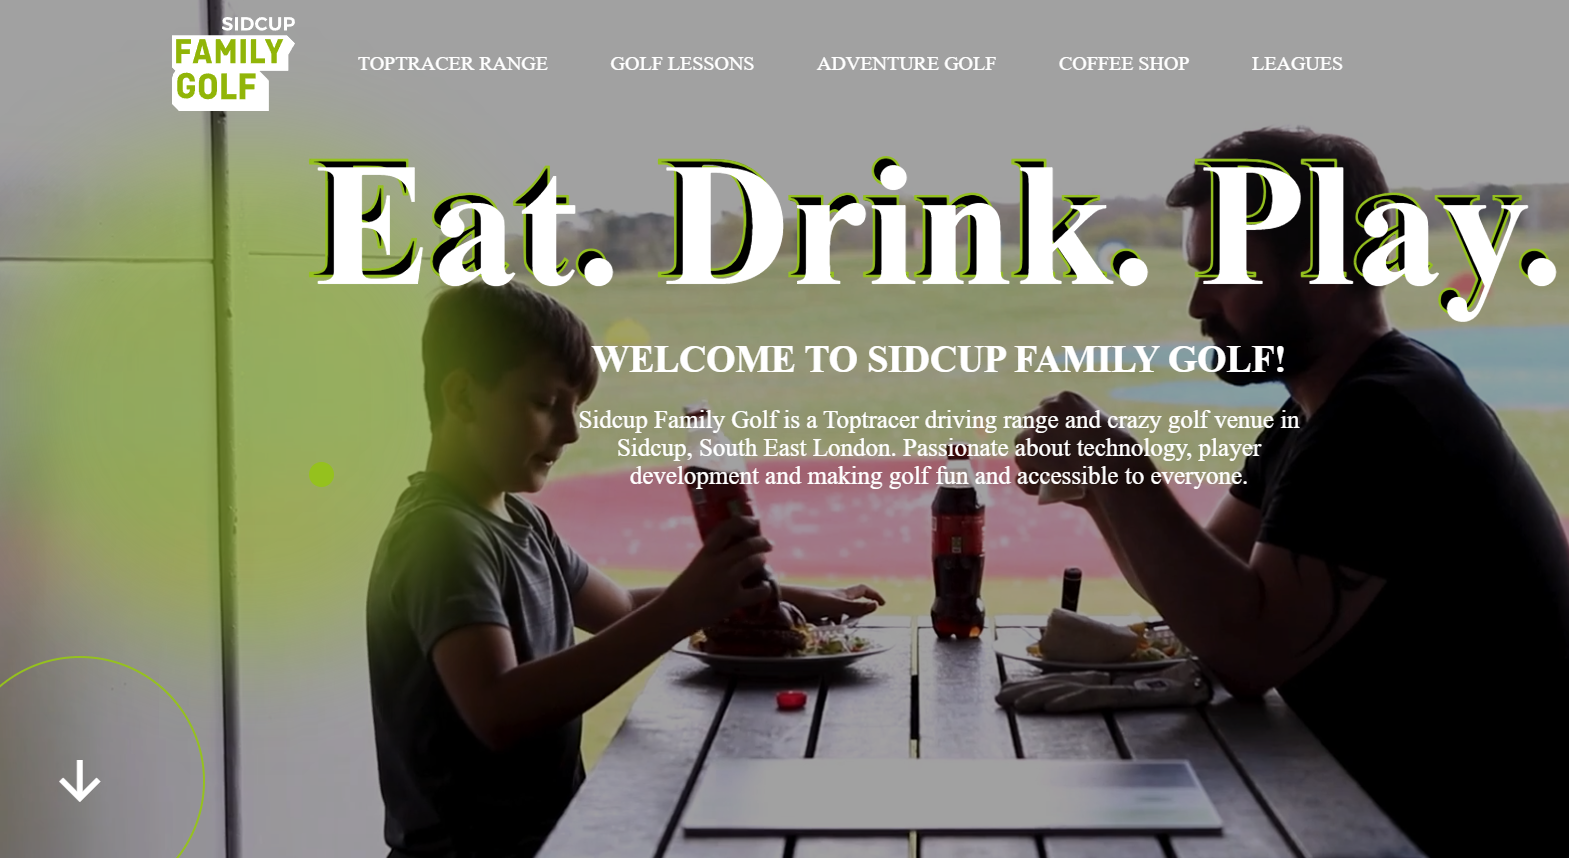 SIDCUP
FAMILY
GOLF
TOPTRACER RANGE GOLF LESSONS ADVENTURE GOLF COFFEE SHOP LEAGUES
Eat. Drink. Play.
WELCOME TO SIDCUP FAMILY GOLF!
Sidcup Family Golf is a Toptracer driving range and crazy golf venue in
Sidcup, South East London. Passionate about technology, player
development and making golf fun and accessible to everyone.